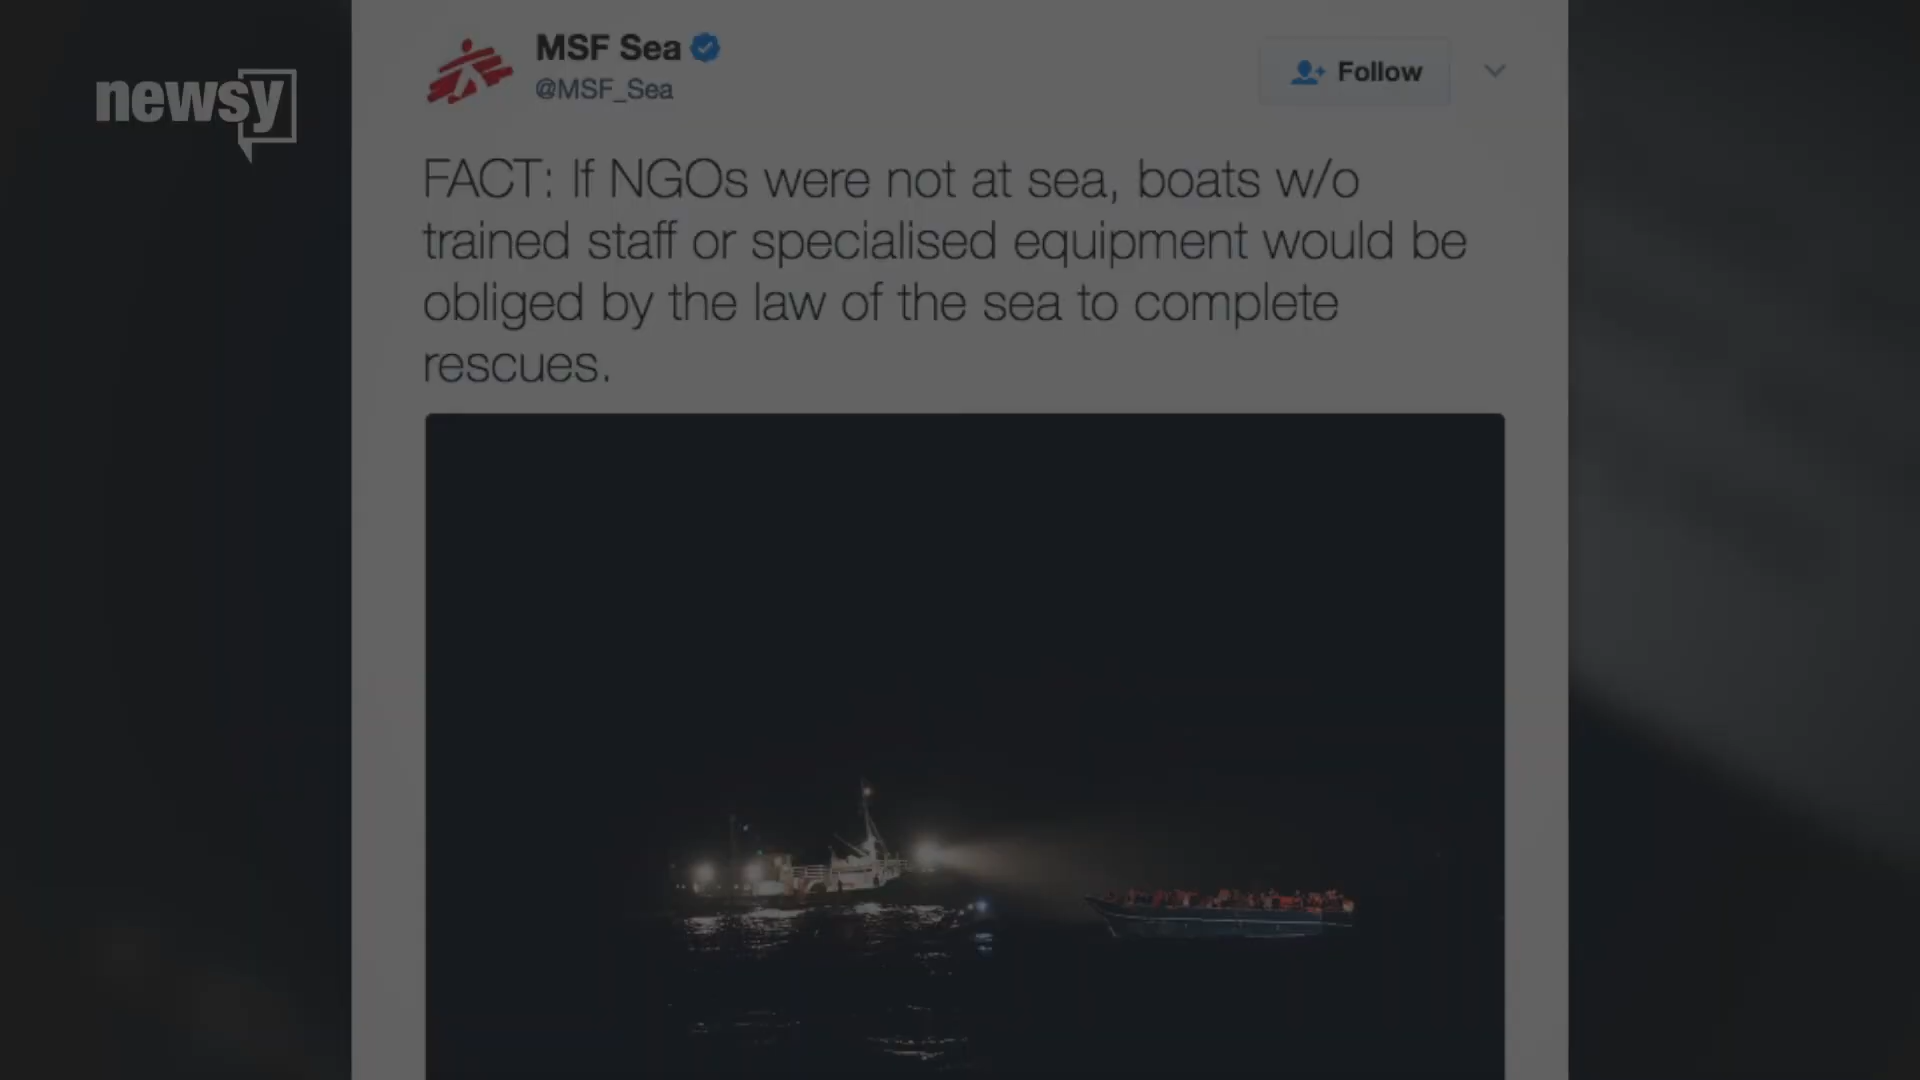 newsy
MSF Sea
@MSF_Sea
Follow
FACT: If NGOs were not at sea, boats w/o
trained staff or specialised equipment would be
obliged by the law of the sea to complete
rescues.